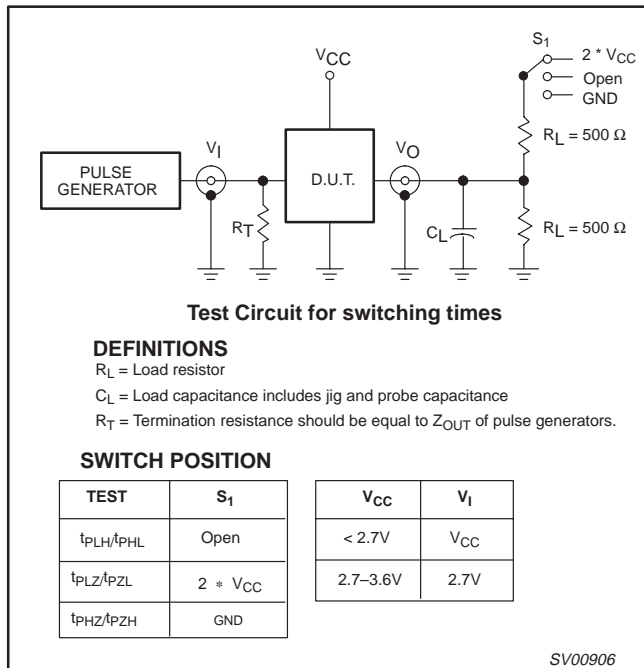 S1
2 * VCC
Open
GND
VCC
RL = 500 Ω
VI
VO
PULSE
GENERATOR
D.U.T.
RT
CL
RL = 500 Ω
Test Circuit for switching times
DEFINITIONS
RL = Load resistor
CL = Load capacitance includes jig and probe capacitance
RT = Termination resistance should be equal to ZOUT of pulse generators.
SWITCH POSITION
TEST S1
tPLH/tPHL Open
tPLZ/tPZL 2 * VCC
tPHZ/tPZH GND
VCC VI
< 2.7V VCC
2.7–3.6V 2.7V
SV00906